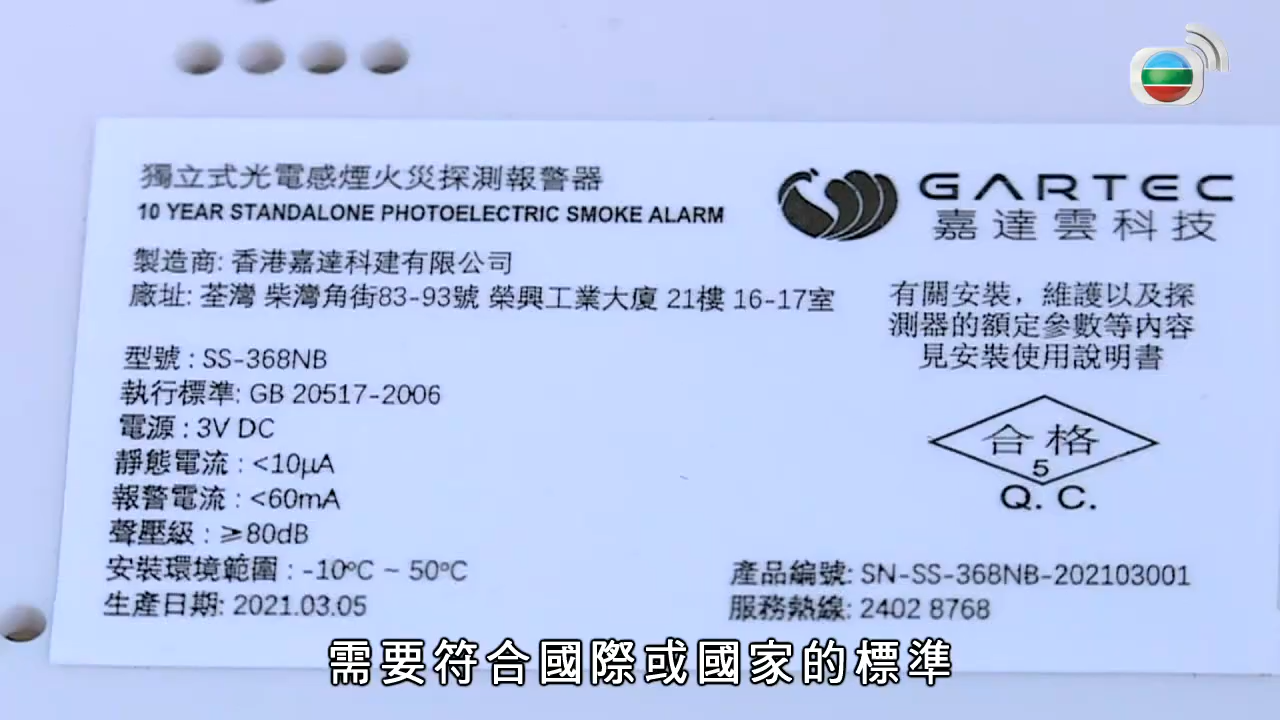 獨立式光電感煙火災探測報警器
10 YEAR STANDALONE PHOTOELECTRIC SMOKE ALARM
GARTEC
嘉達雲科技
製造商: 香港嘉達科建有限公司
廠址: 荃灣 柴灣角街83-93號 榮興工業大廈 21樓 16-17室
有關安裝，維護以及探
測器的額定參數等內容
見安裝使用說明書
型號 : SS-368NB
執行標準: GB 20517-2006
電源 : 3V DC
靜態電流 : <10μA
報警電流 : <60mA
聲壓級 : ≥80dB
安裝環境範圍 : -10°C ~ 50°C
生產日期: 2021.03.05
合格
5
Q. C.
產品編號: SN-SS-368NB-202103001
服務熱線: 2402 8768
需要符合國際或國家的標準